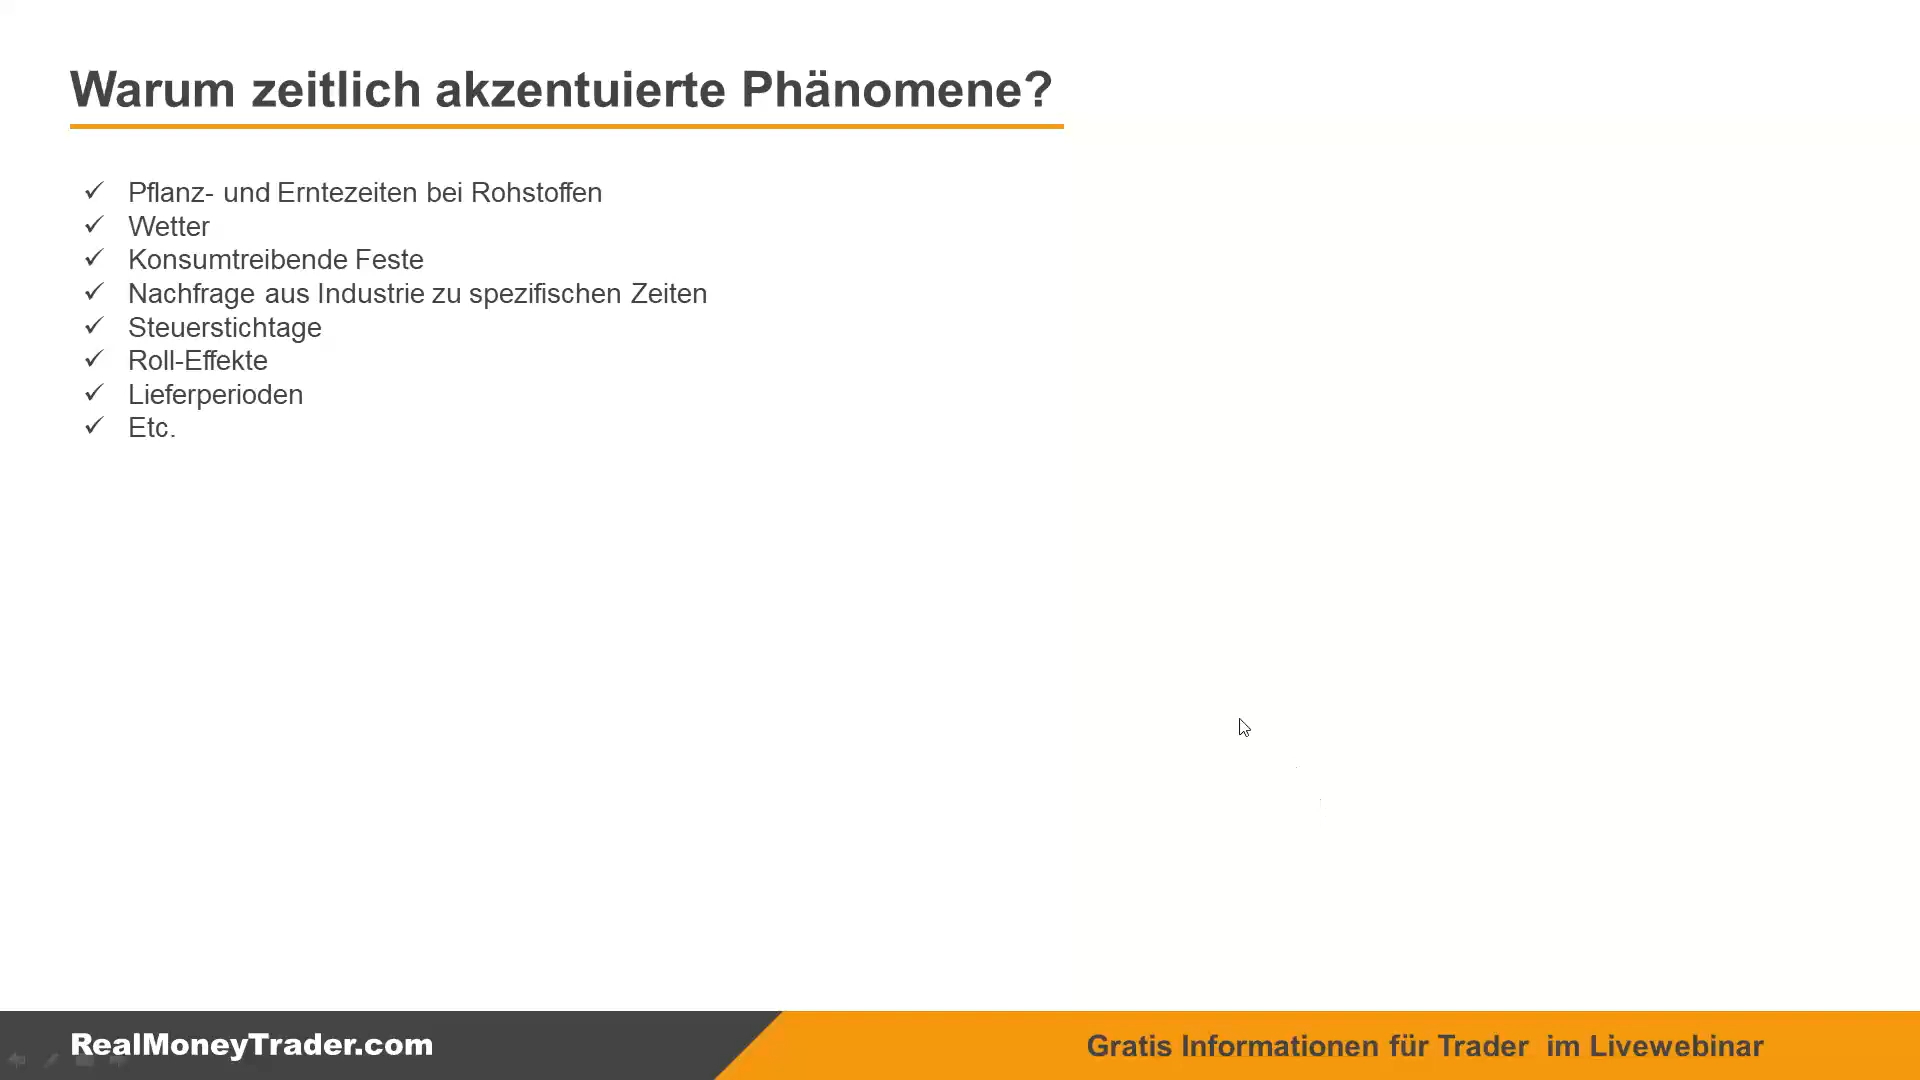 Warum zeitlich akzentuierte Phänomene?
✓ Pflanz- und Erntezeiten bei Rohstoffen
✓ Wetter
✓ Konsumtreibende Feste
✓ Nachfrage aus Industrie zu spezifischen Zeiten
✓ Steuerstichtage
✓ Roll-Effekte
✓ Lieferperioden
✓ Etc.
RealMoneyTrader.com
Gratis Informationen für Trader im Livewebinar